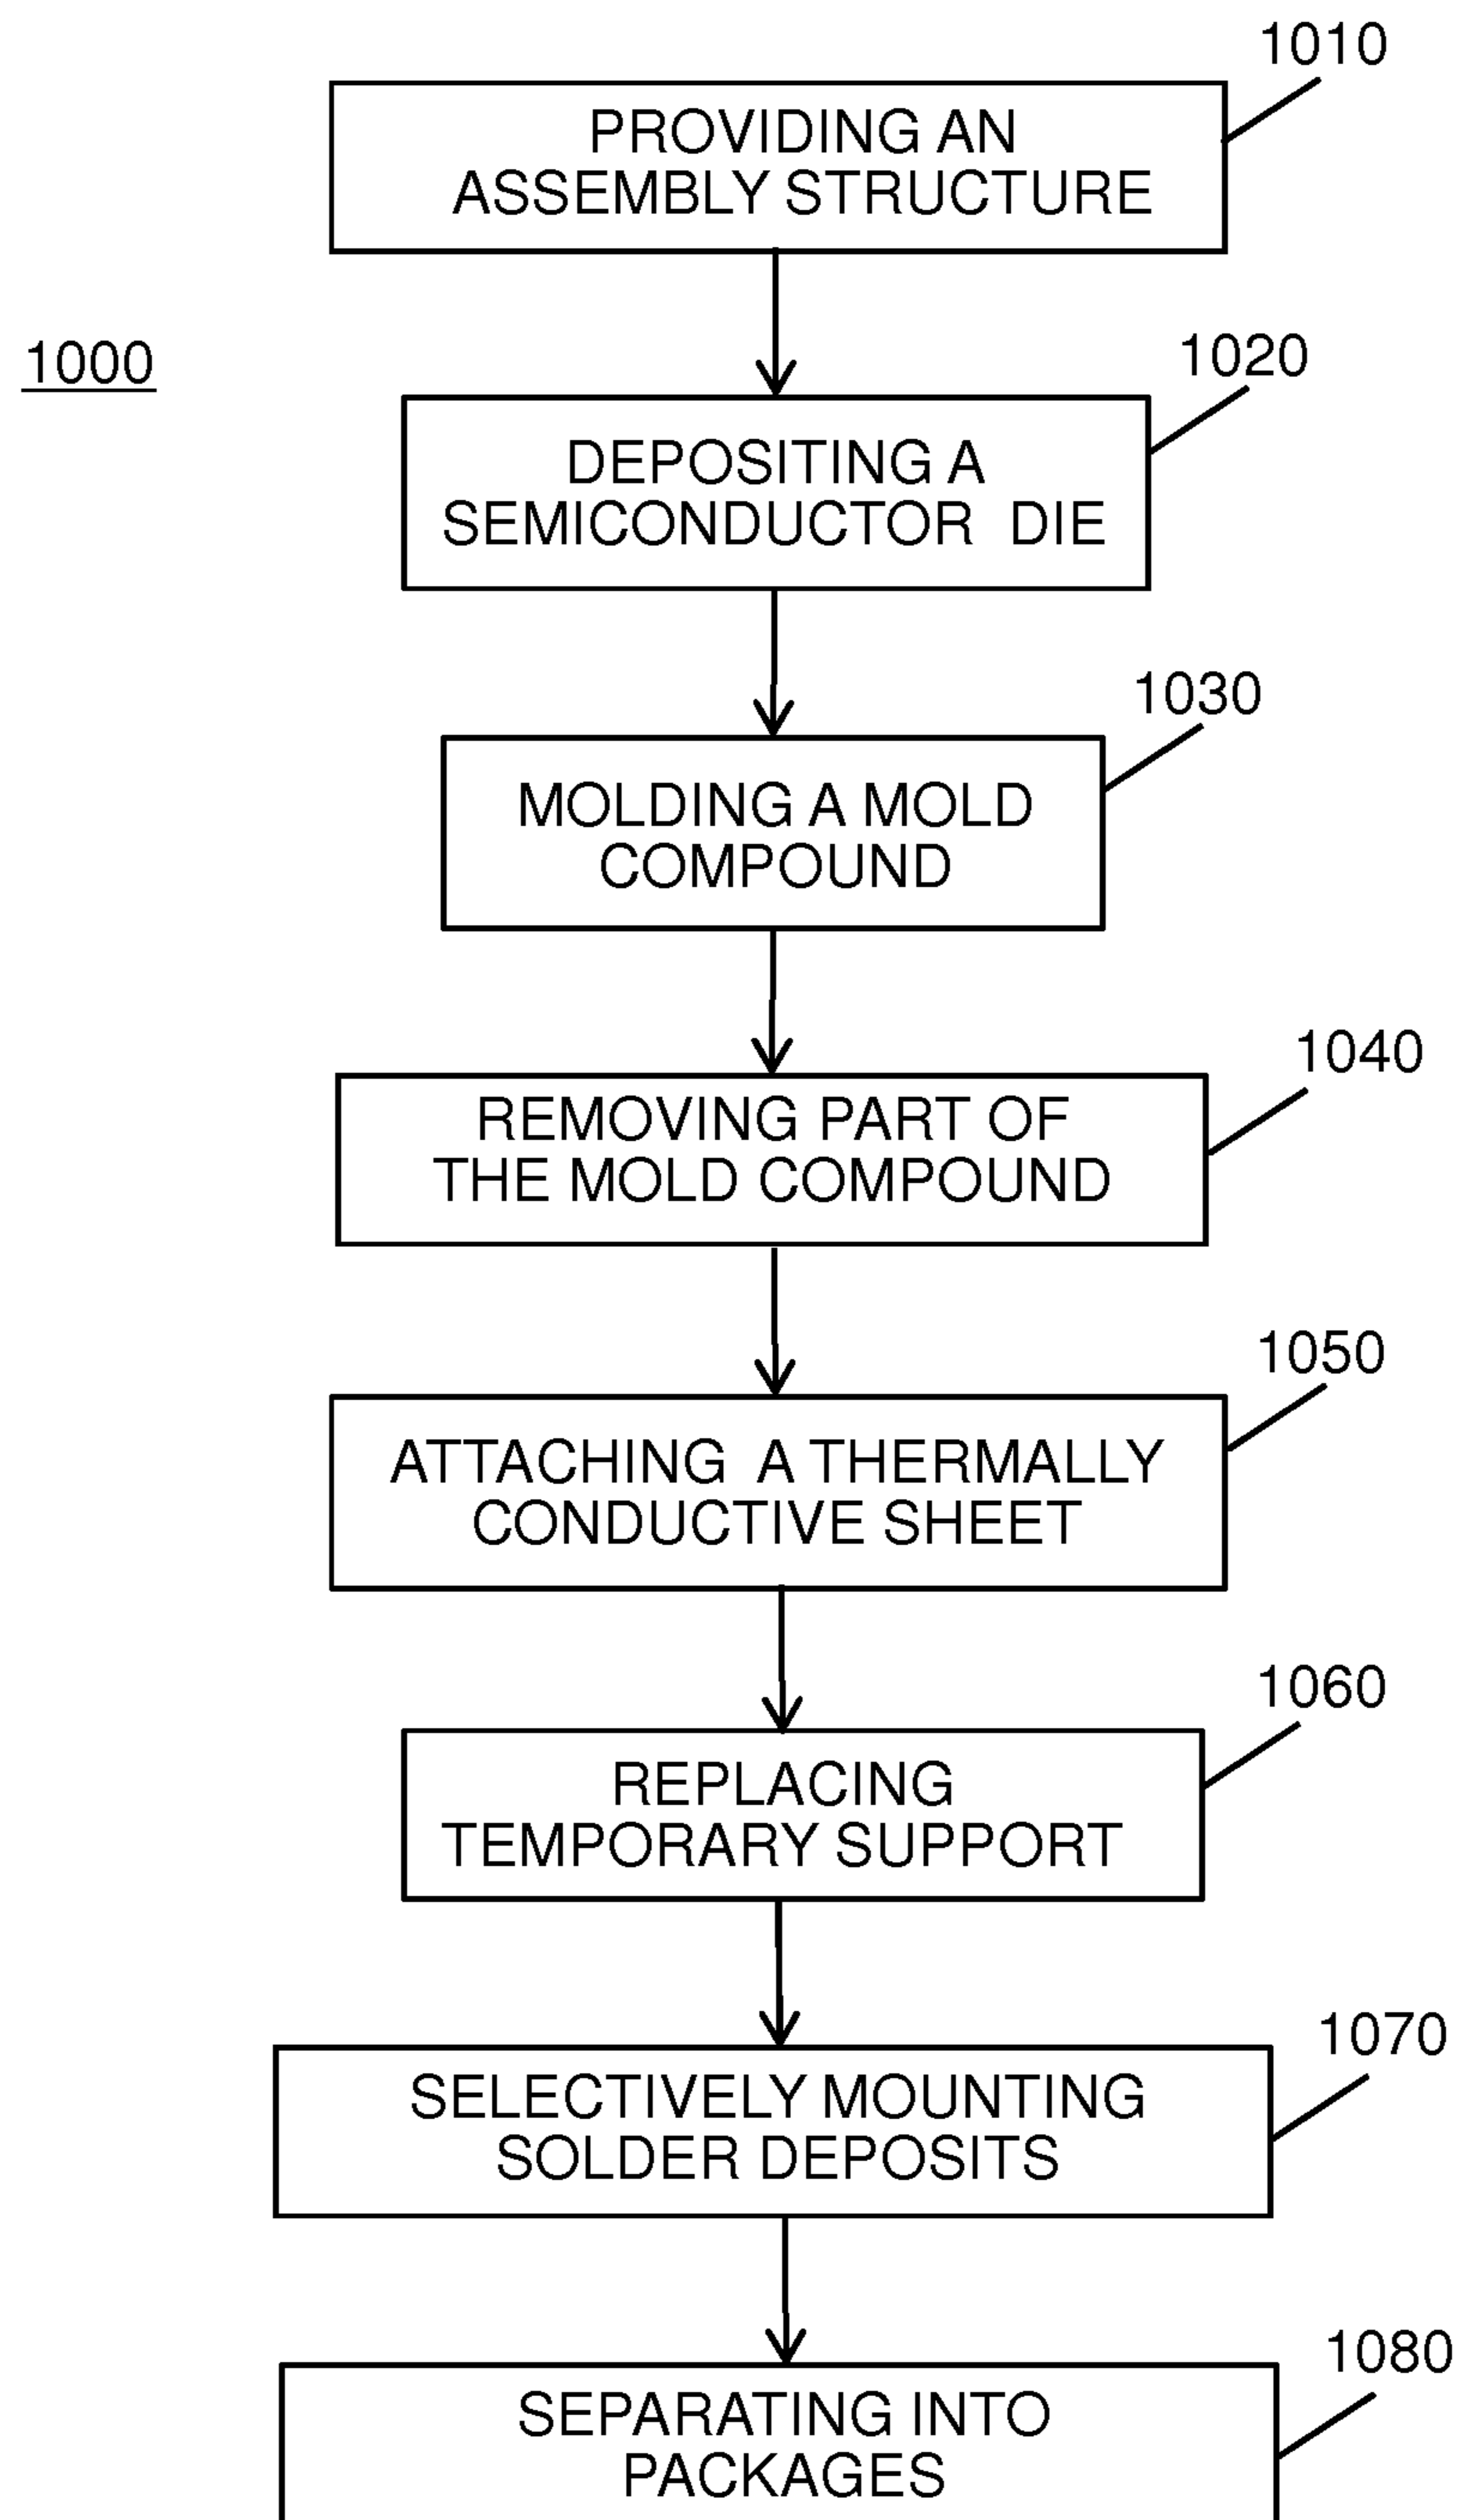 1010
PROVIDING AN
ASSEMBLY STRUCTURE
1000
1020
DEPOSITING A
SEMICONDUCTOR DIE
1030
MOLDING A MOLD
COMPOUND
1040
REMOVING PART OF
THE MOLD COMPOUND
1050
ATTACHING A THERMALLY
CONDUCTIVE SHEET
1060
REPLACING
TEMPORARY SUPPORT
1070
SELECTIVELY MOUNTING
SOLDER DEPOSITS
1080
SEPARATING INTO
PACKAGES